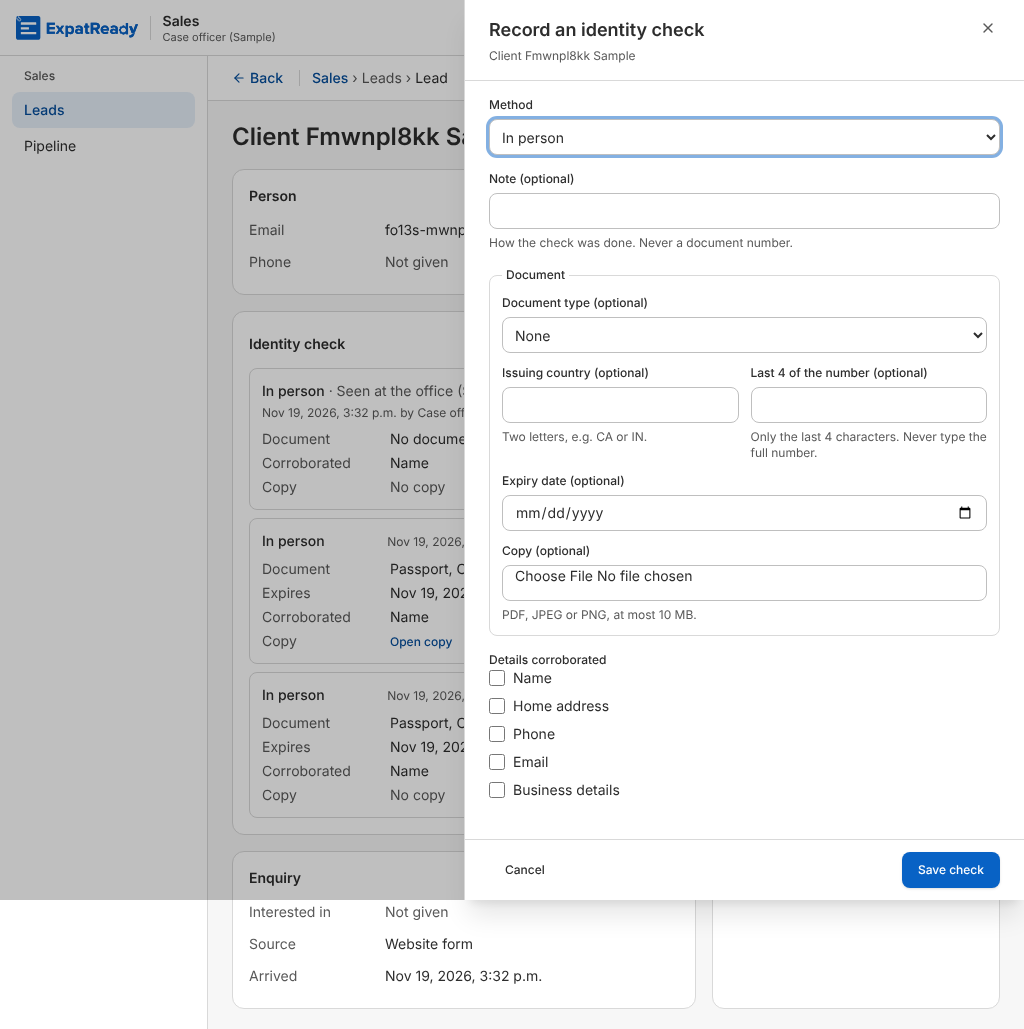 ExpatReady
Sales
Case officer (Sample)
Sales
Leads
Pipeline
← Back
Sales › Leads › Lead
Client Fmwnpl8kk Sa
Person
Email fo13s-mwnp
Phone Not given
Identity check
In person · Seen at the office (
Nov 19, 2026, 3:32 p.m. by Case off
Document No docume
Corroborated Name
Copy No copy
In person Nov 19, 2026,
Document Passport, C
Expires Nov 19, 202
Corroborated Name
Copy Open copy
In person Nov 19, 2026,
Document Passport, C
Expires Nov 19, 202
Corroborated Name
Copy No copy
Enquiry
Interested in Not given
Source Website form
Arrived Nov 19, 2026, 3:32 p.m.
Record an identity check
Client Fmwnpl8kk Sample
Method
In person
Note (optional)
How the check was done. Never a document number.
Document
Document type (optional)
None
Issuing country (optional)
Two letters, e.g. CA or IN.
Last 4 of the number (optional)
Only the last 4 characters. Never type the
full number.
Expiry date (optional)
mm/dd/yyyy
Copy (optional)
Choose File No file chosen
PDF, JPEG or PNG, at most 10 MB.
Details corroborated
Name
Home address
Phone
Email
Business details
Cancel
Save check